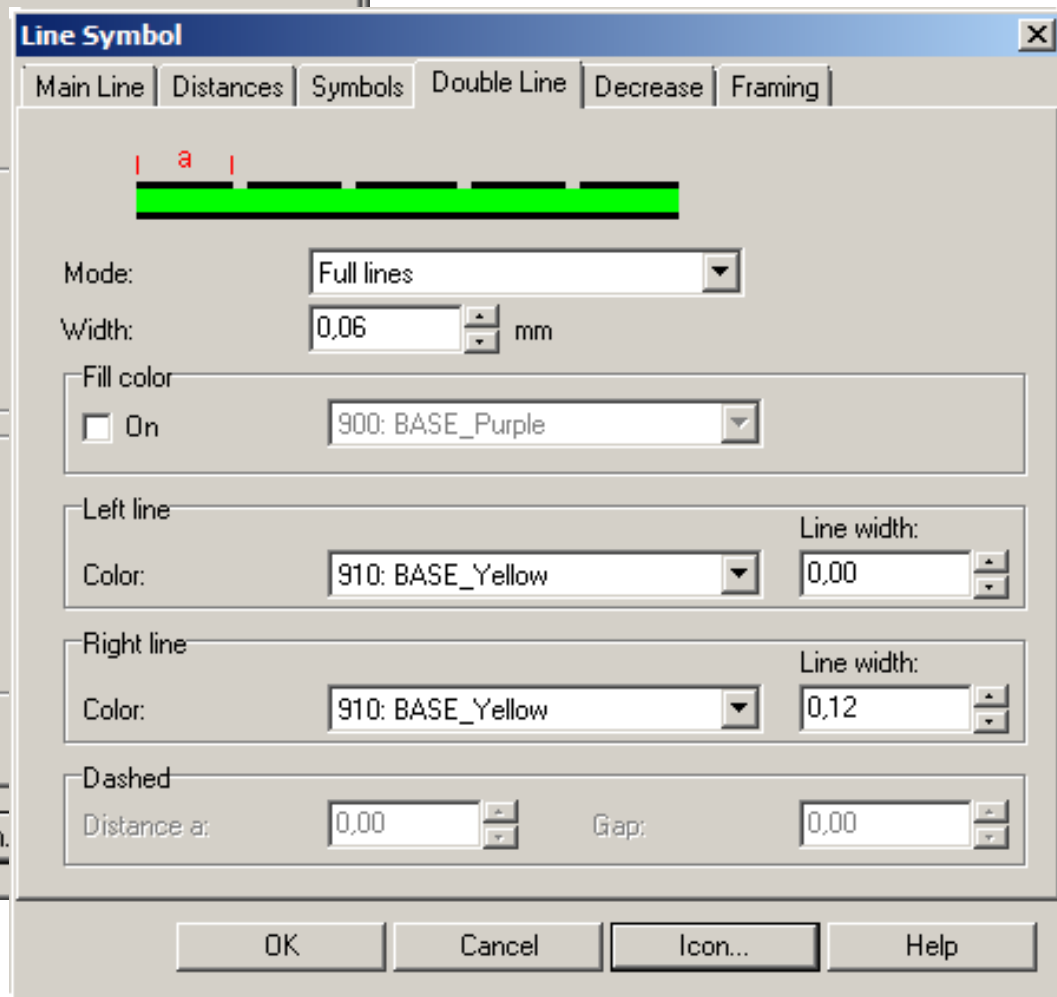 Line Symbol
Main Line Distances Symbols Double Line Decrease Framing
a
Mode: Full lines
Width: 0,06 mm
Fill color
On 900: BASE_Purple
Left line
Line width:
Color: 910: BASE_Yellow 0,00
Right line
Line width:
Color: 910: BASE_Yellow 0,12
Dashed
Distance a: 0,00 Gap: 0,00
OK Cancel Icon... Help